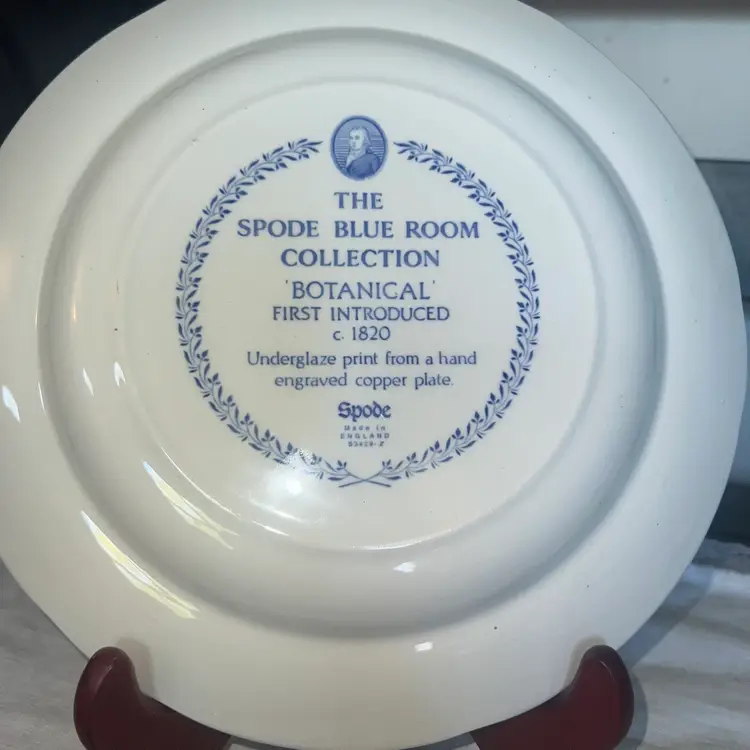 THE
SPODE BLUE ROOM
COLLECTION
'BOTANICAL'
FIRST INTRODUCED
c. 1820
Underglaze print from a hand
engraved copper plate.
Spode
Made in
ENGLAND